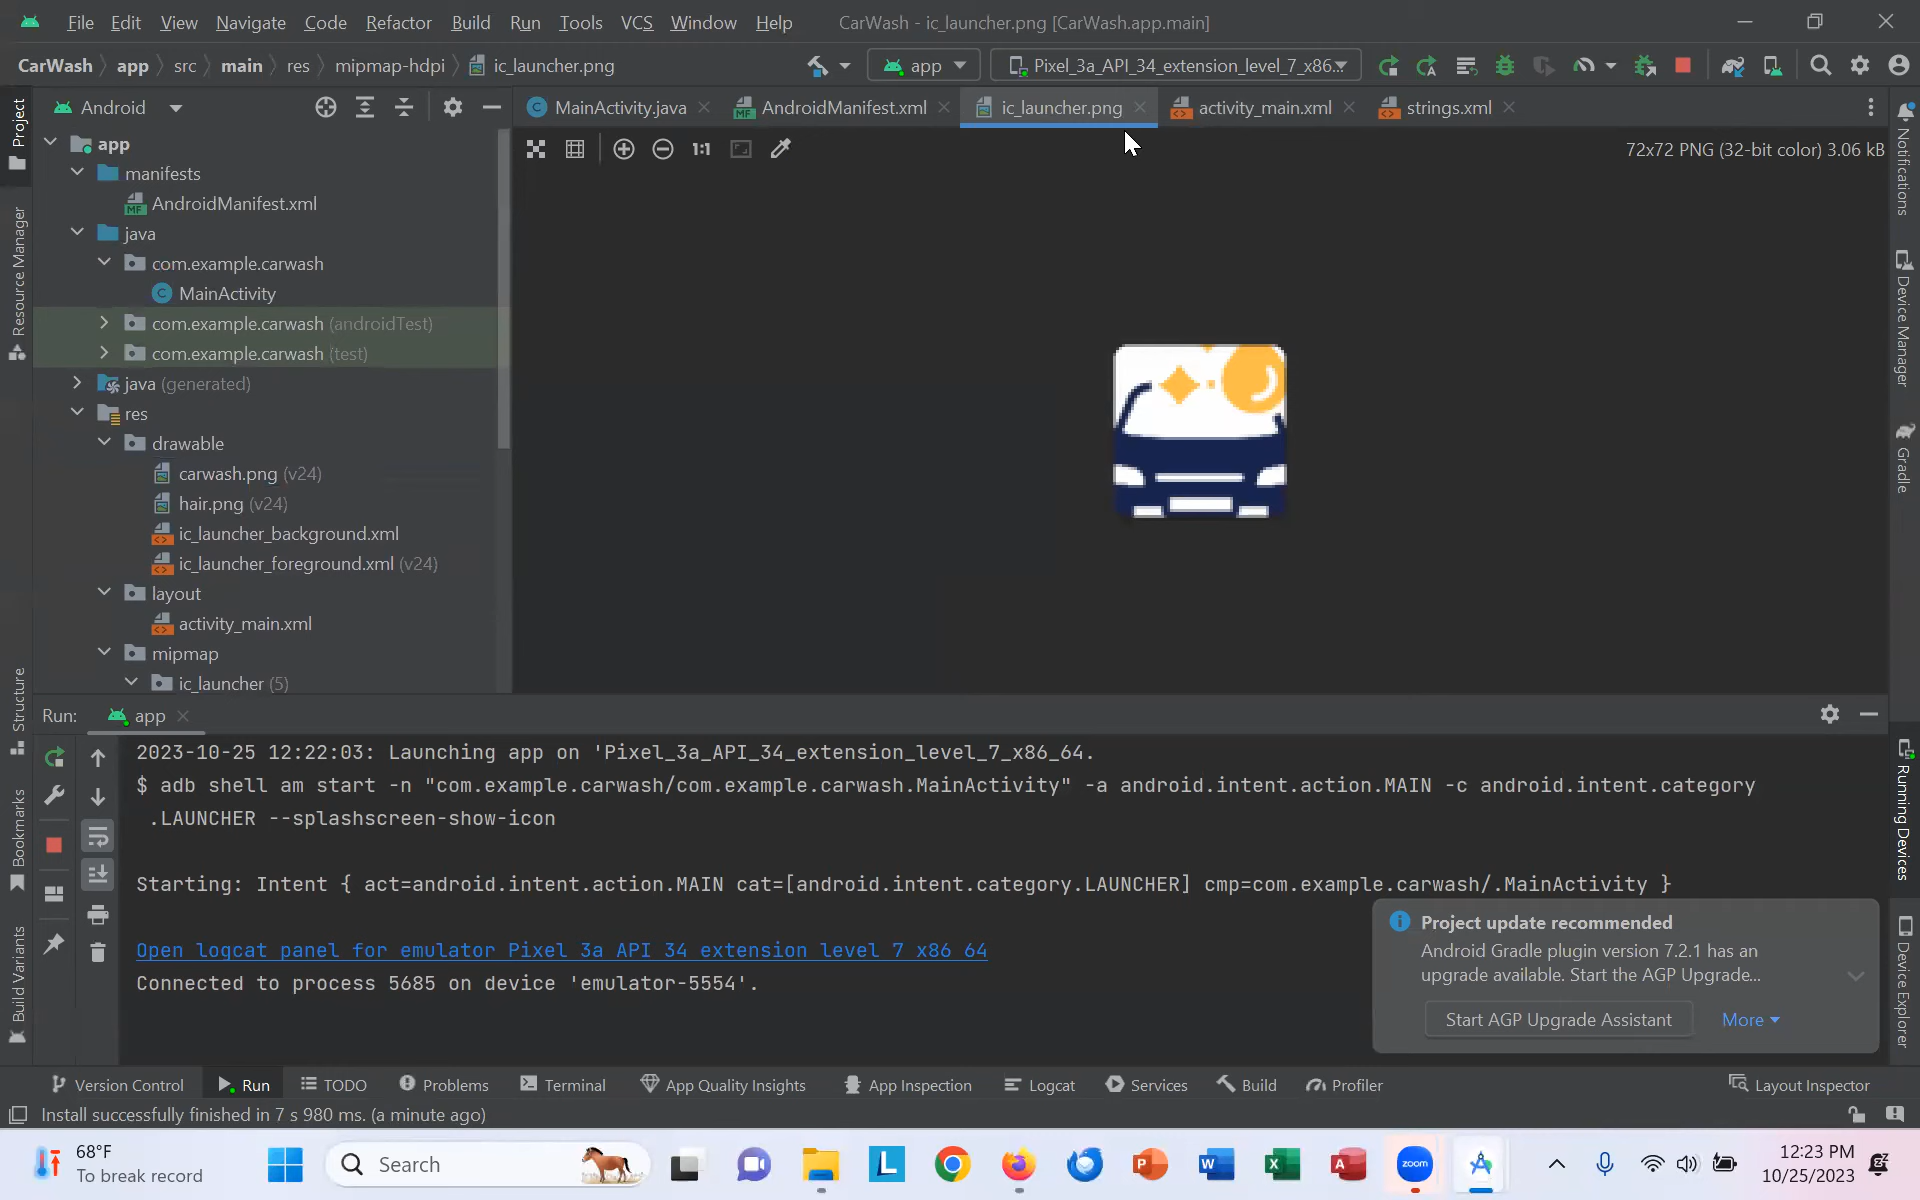 File Edit View Navigate Code Refactor Build Run Tools VCS Window Help CarWash - ic_launcher.png [CarWash.app.main]
CarWash app src main res mipmap-hdpi ic_launcher.png app Pixel_3a_API_34_extension_level_7_x86...
Android MainActivity.java AndroidManifest.xml ic_launcher.png activity_main.xml strings.xml
1:1 72x72 PNG (32-bit color) 3.06 kB
app
manifests
AndroidManifest.xml
java
com.example.carwash
MainActivity
com.example.carwash (androidTest)
com.example.carwash (test)
java (generated)
res
drawable
carwash.png (v24)
hair.png (v24)
ic_launcher_background.xml
ic_launcher_foreground.xml (v24)
layout
activity_main.xml
mipmap
ic_launcher (5)
Project
Resource Manager
Structure
Bookmarks
Build Variants
Notifications
Device Manager
Gradle
Running Devices
Device Explorer
Run: app
2023-10-25 12:22:03: Launching app on 'Pixel_3a_API_34_extension_level_7_x86_64.
$ adb shell am start -n "com.example.carwash/com.example.carwash.MainActivity" -a android.intent.action.MAIN -c android.intent.category
.LAUNCHER --splashscreen-show-icon
Starting: Intent { act=android.intent.action.MAIN cat=[android.intent.category.LAUNCHER] cmp=com.example.carwash/.MainActivity }
Open logcat panel for emulator Pixel 3a API 34 extension level 7 x86 64
Connected to process 5685 on device 'emulator-5554'.
Project update recommended
Android Gradle plugin version 7.2.1 has an
upgrade available. Start the AGP Upgrade...
Start AGP Upgrade Assistant More
Version Control Run TODO Problems Terminal App Quality Insights App Inspection Logcat Services Build Profiler Layout Inspector
Install successfully finished in 7 s 980 ms. (a minute ago)
68°F
To break record
Search
L
P
W
X
A
zoom
12:23 PM
10/25/2023